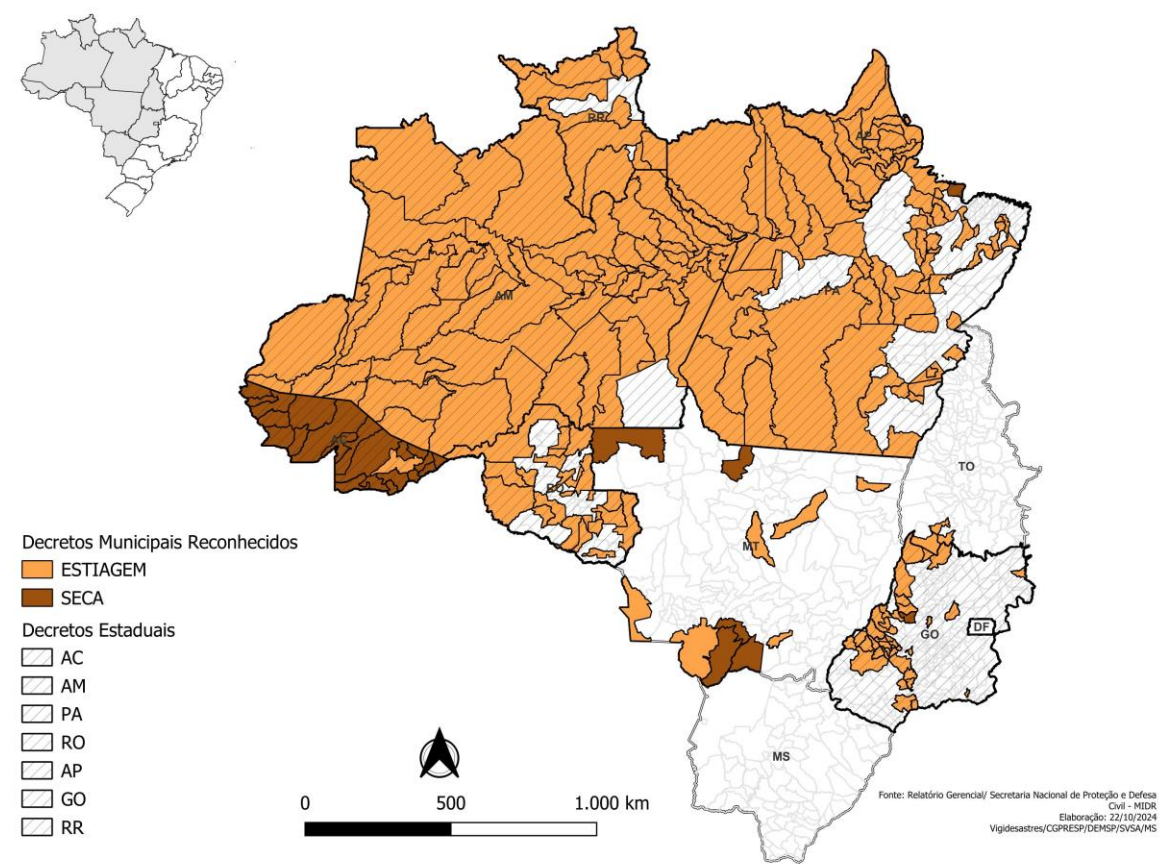 RR
AP
AM
PA
AC
RO
TO
MT
GO
DF
MS
Decretos Municipais Reconhecidos
ESTIAGEM
SECA
Decretos Estaduais
AC
AM
PA
RO
AP
GO
RR
0 500 1.000 km
Fonte: Relatório Gerencial/ Secretaria Nacional de Proteção e Defesa
Civil - MIDR
Elaboração: 22/10/2024
Vigidesastres/CGPRESP/DEMSP/SVSA/MS